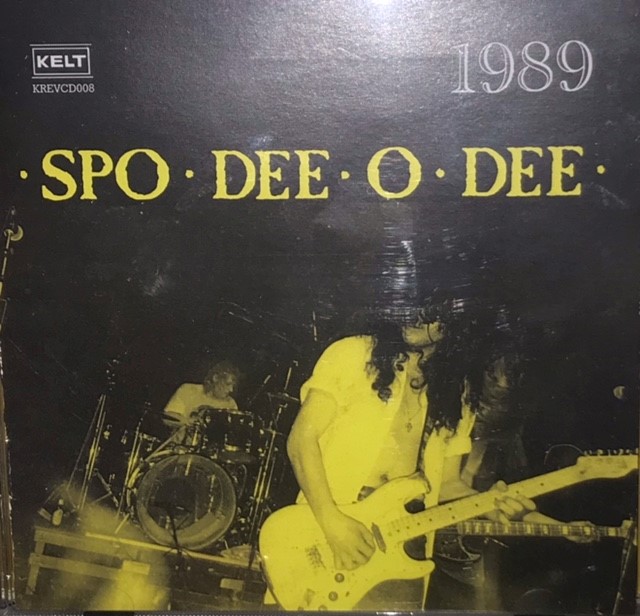 KELT
KREVCD008
1989
· SPO · DEE · O · DEE ·